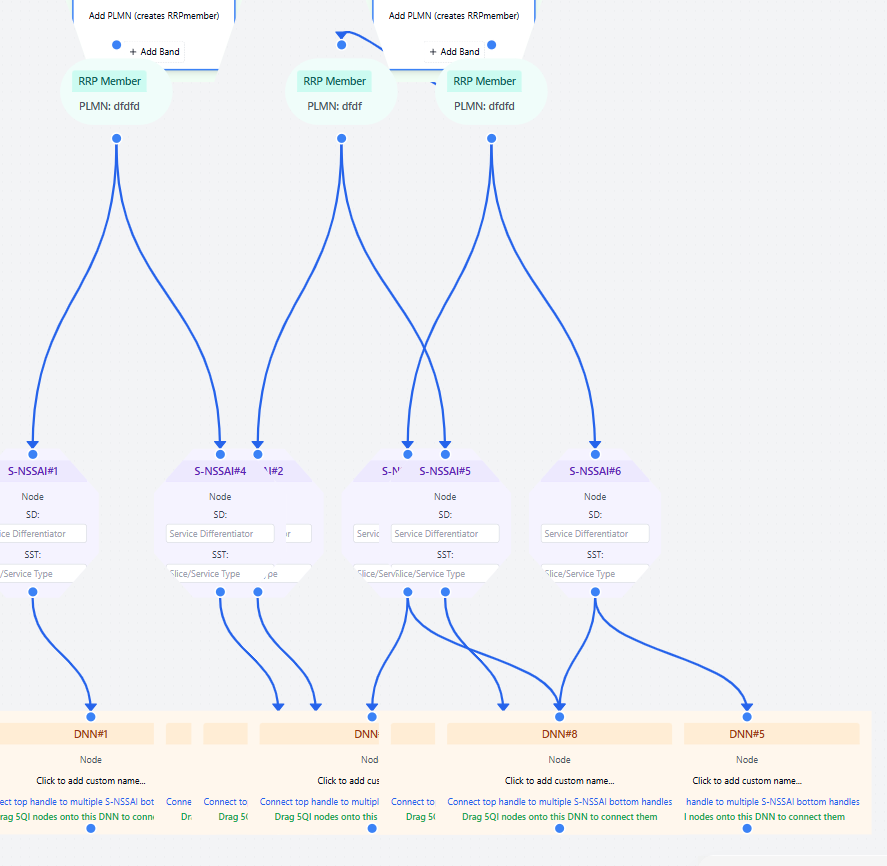 Add PLMN (creates RRPmember) Add PLMN (creates RRPmember)
+ Add Band + Add Band
RRP Member RRP Member RRP Member
PLMN: dfdfd PLMN: dfdf PLMN: dfdfd
S-NSSAI#1 S-NSSAI#4 #2 S-N S-NSSAI#5 S-NSSAI#6
Node Node Node Node
SD: SD: SD: SD:
ice Differentiator Service Differentiator or Servic Service Differentiator Service Differentiator
SST: SST: SST: SST:
/Service Type Slice/Service Type ype Slice/Serv Slice/Service Type Slice/Service Type
DNN#1 DNN DNN#8 DNN#5
Node Nod Node Node
Click to add custom name... Click to add cus Click to add custom name... Click to add custom name...
ect top handle to multiple S-NSSAI bot Conne Connect to Connect top handle to multipl Connect to Connect top handle to multiple S-NSSAI bottom handles handle to multiple S-NSSAI bottom handles
rag 5QI nodes onto this DNN to conne Dr Drag 5 Drag 5QI nodes onto this Drag 5 Drag 5QI nodes onto this DNN to connect them I nodes onto this DNN to connect them